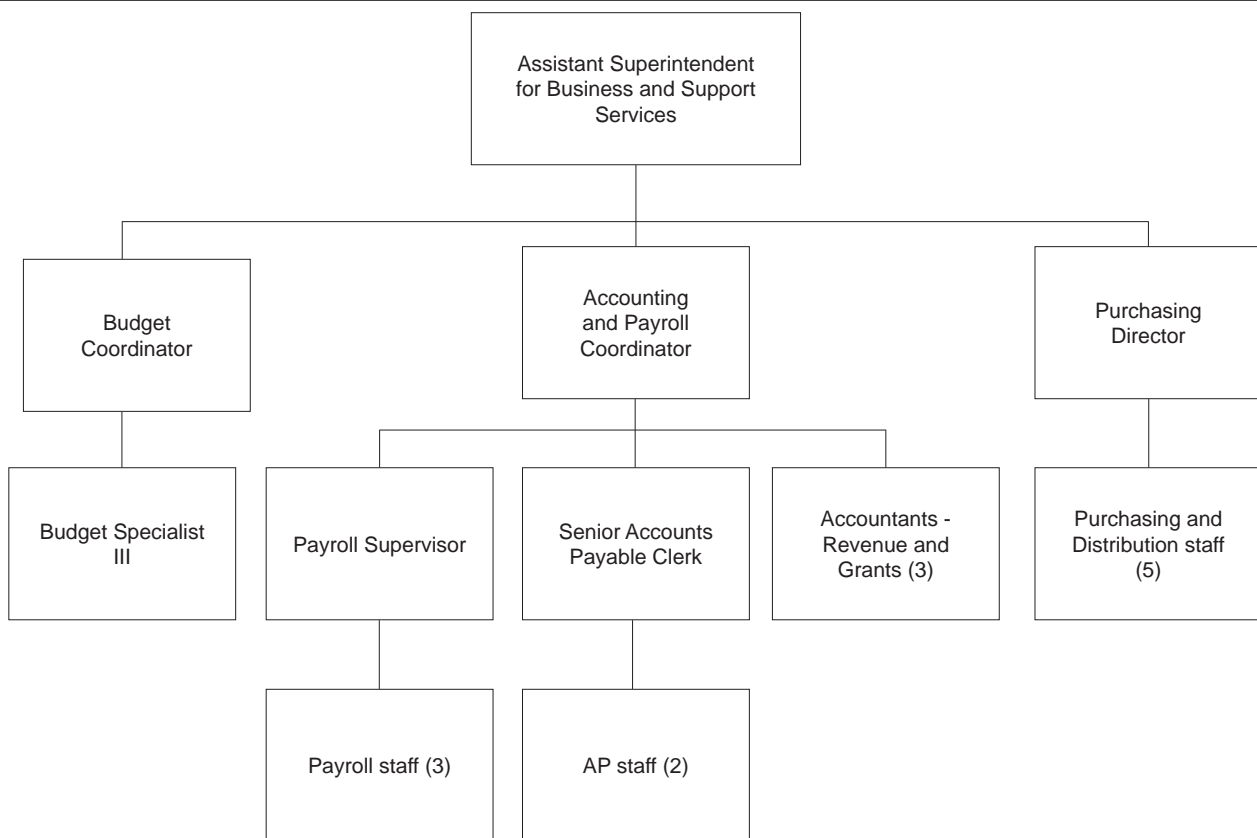 Assistant Superintendent
for Business and Support
Services
Budget
Coordinator
Accounting
and Payroll
Coordinator
Purchasing
Director
Budget Specialist
III
Payroll Supervisor
Senior Accounts
Payable Clerk
Accountants -
Revenue and
Grants (3)
Purchasing and
Distribution staff
(5)
Payroll staff (3)
AP staff (2)